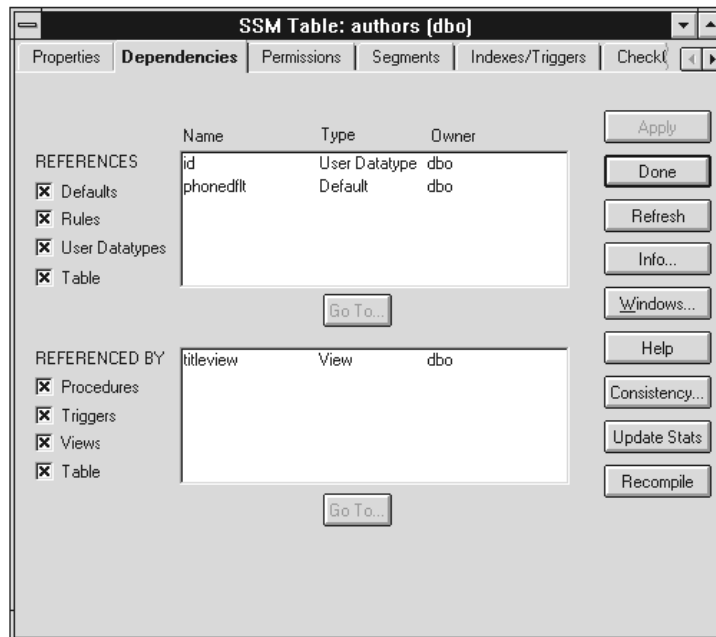 SSM Table: authors (dbo)
Properties Dependencies Permissions Segments Indexes/Triggers Check(
Name Type Owner
REFERENCES
Defaults
Rules
User Datatypes
Table
id User Datatype dbo
phonedflt Default dbo
Go To...
REFERENCED BY
Procedures
Triggers
Views
Table
titleview View dbo
Go To...
Apply
Done
Refresh
Info...
Windows...
Help
Consistency...
Update Stats
Recompile